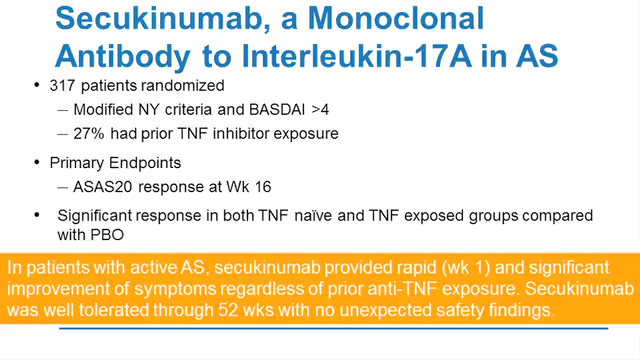 Secukinumab, a Monoclonal
Antibody to Interleukin-17A in AS
• 317 patients randomized
– Modified NY criteria and BASDAI >4
– 27% had prior TNF inhibitor exposure
• Primary Endpoints
– ASAS20 response at Wk 16
• Significant response in both TNF naïve and TNF exposed groups compared
with PBO
In patients with active AS, secukinumab provided rapid (wk 1) and significant
improvement of symptoms regardless of prior anti-TNF exposure. Secukinumab
was well tolerated through 52 wks with no unexpected safety findings.